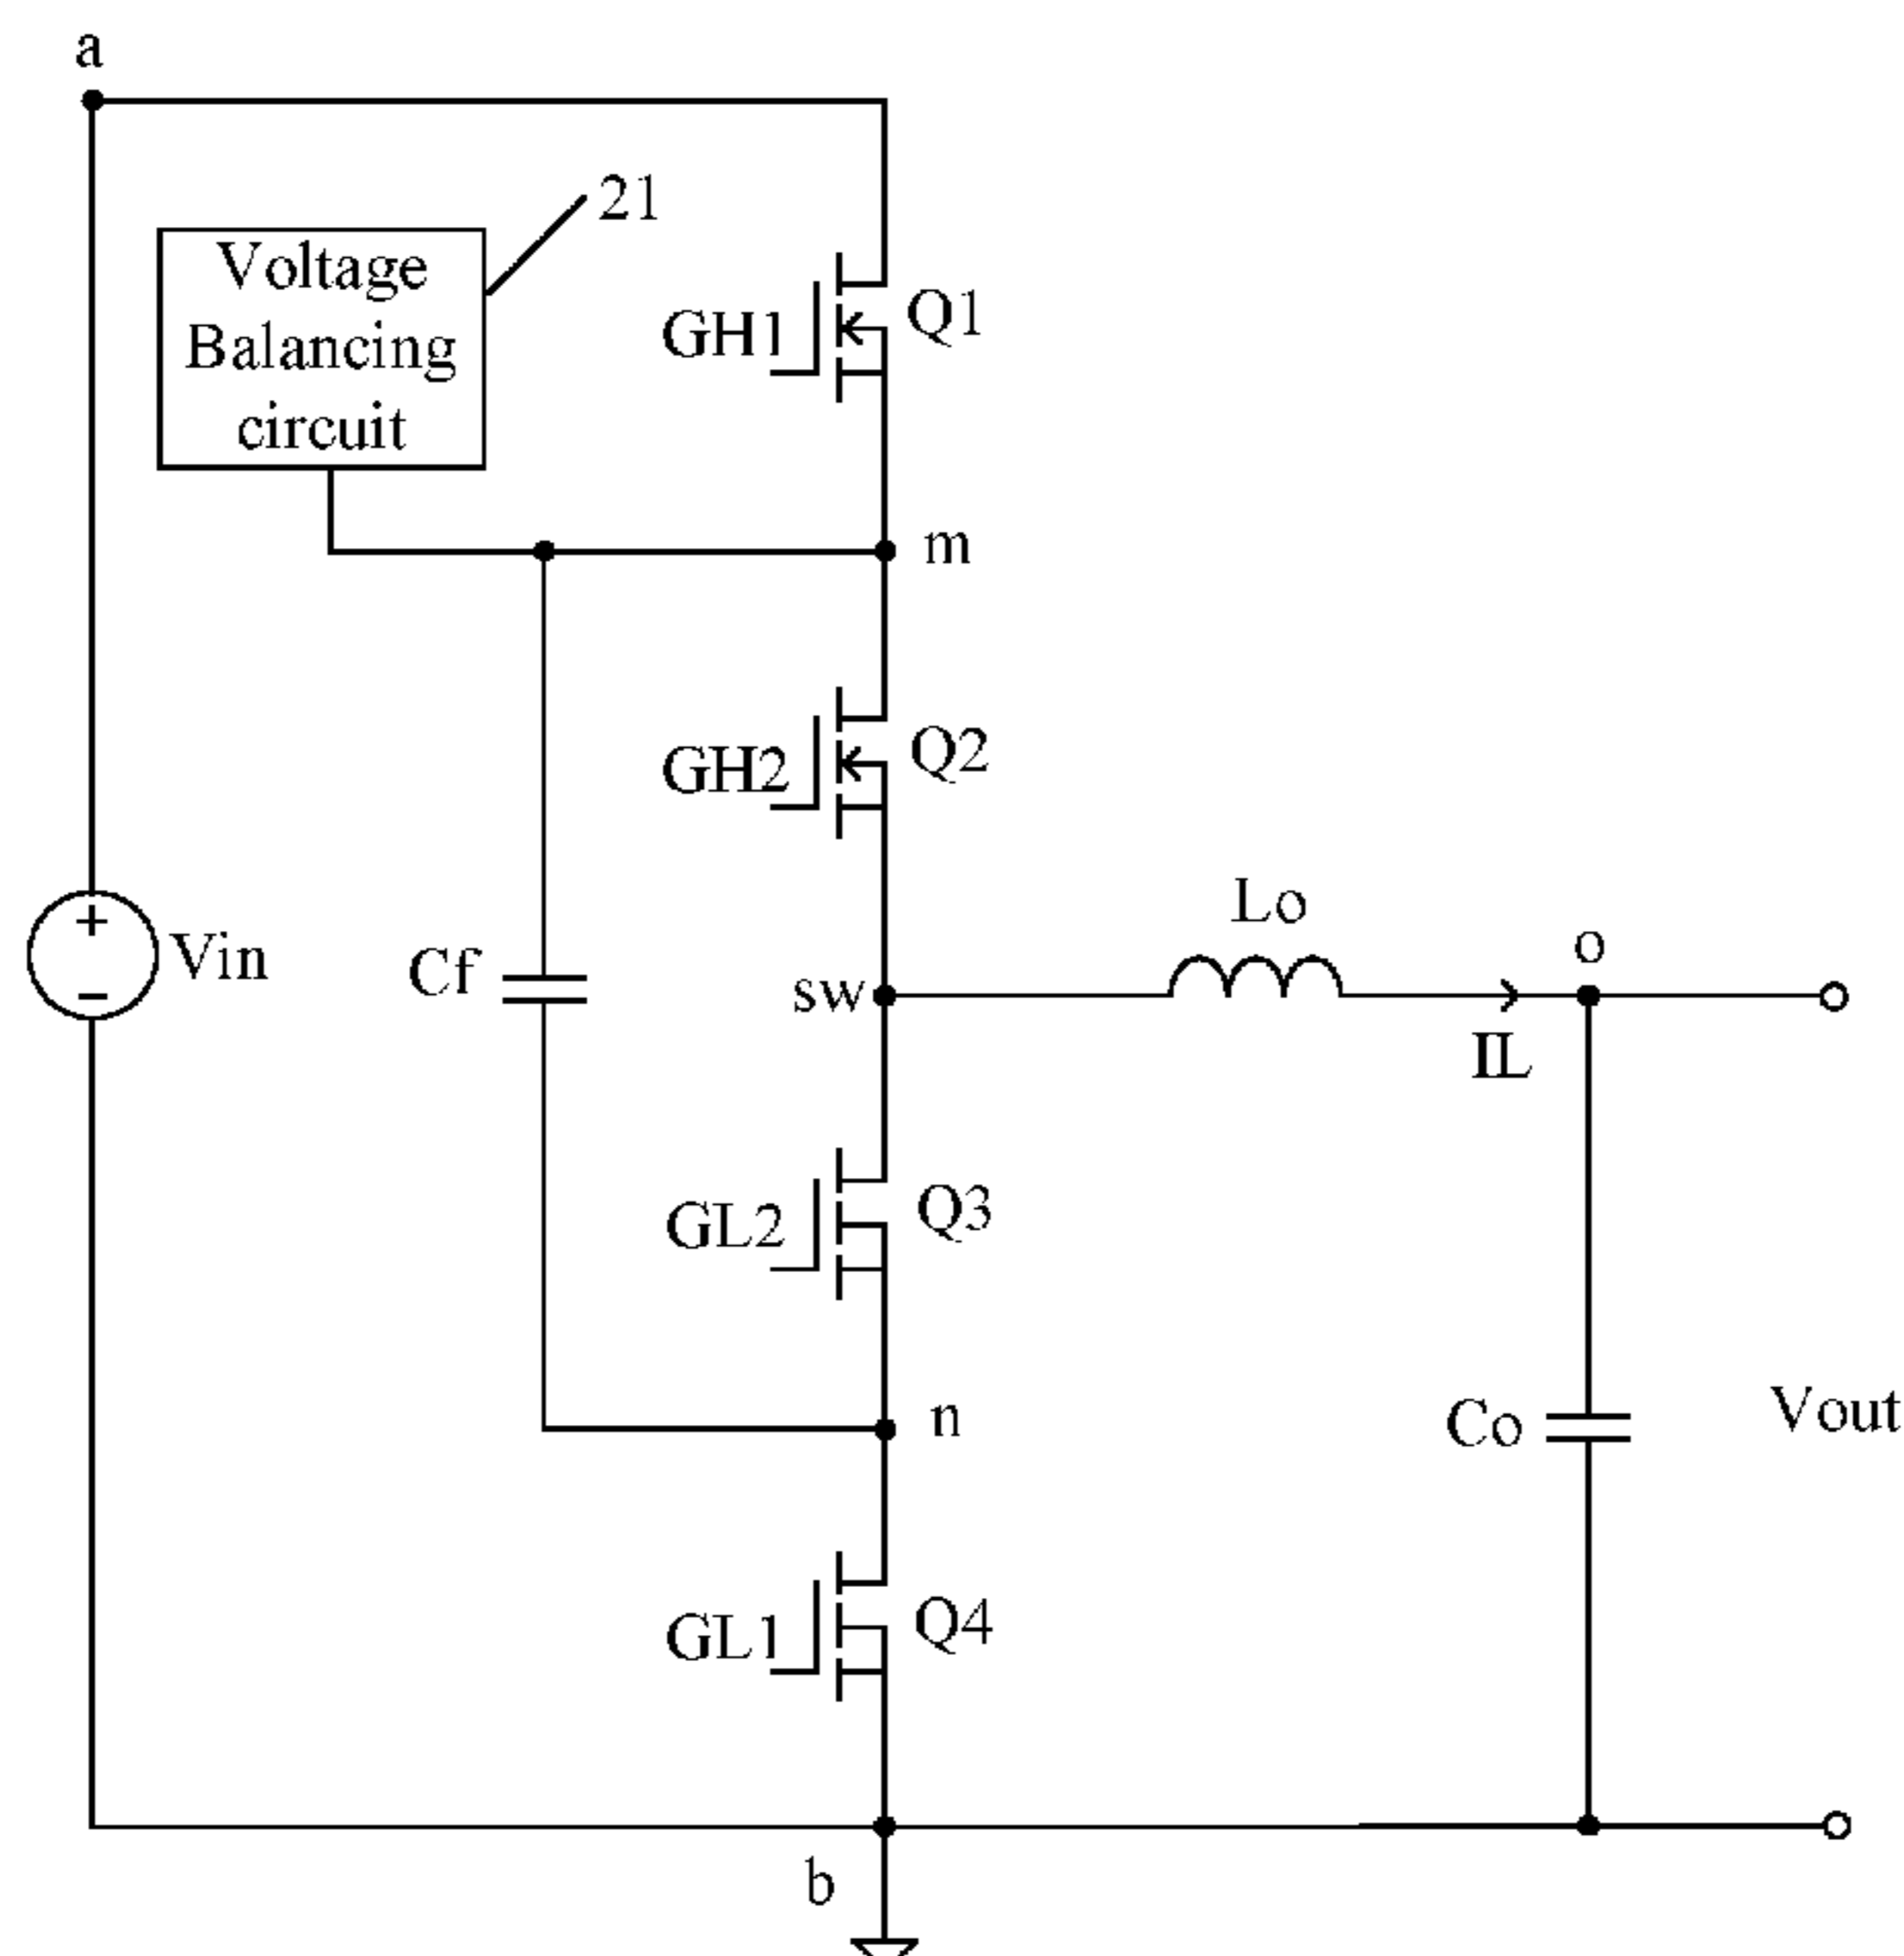 a
21
Voltage
Balancing
circuit
GH1
Q1
m
GH2
Q2
Lo
o
+
Vin
−
Cf
sw
IL
GL2
Q3
n
Co
Vout
GL1
Q4
b